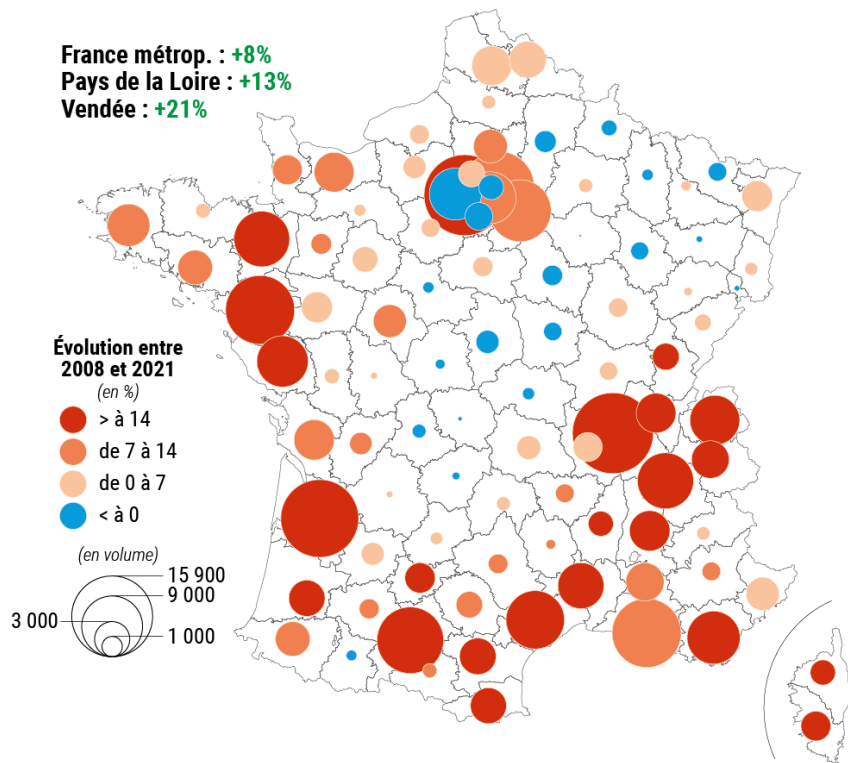 France métrop. : +8%
Pays de la Loire : +13%
Vendée : +21%
Évolution entre
2008 et 2021
(en %)
> à 14
de 7 à 14
de 0 à 7
< à 0
(en volume)
15 900
9 000
3 000
1 000